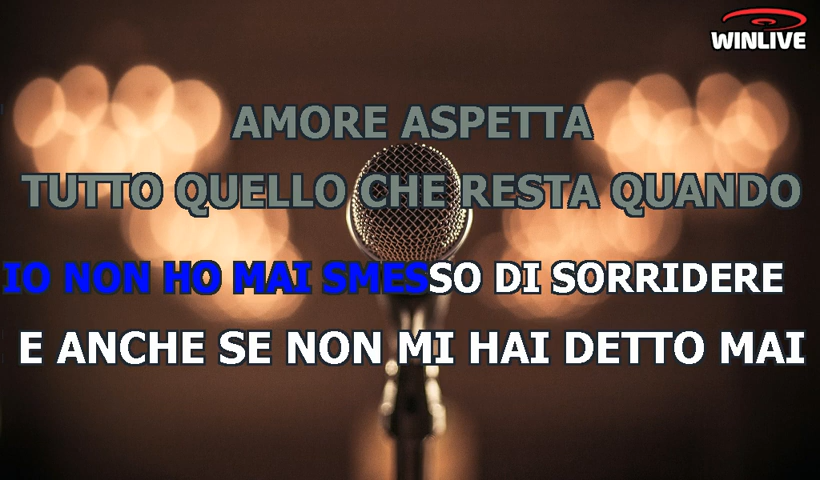 WINLIVE
AMORE ASPETTA
TUTTO QUELLO CHE RESTA QUANDO
IO NON HO MAI SMESSO DI SORRIDERE
E ANCHE SE NON MI HAI DETTO MAI